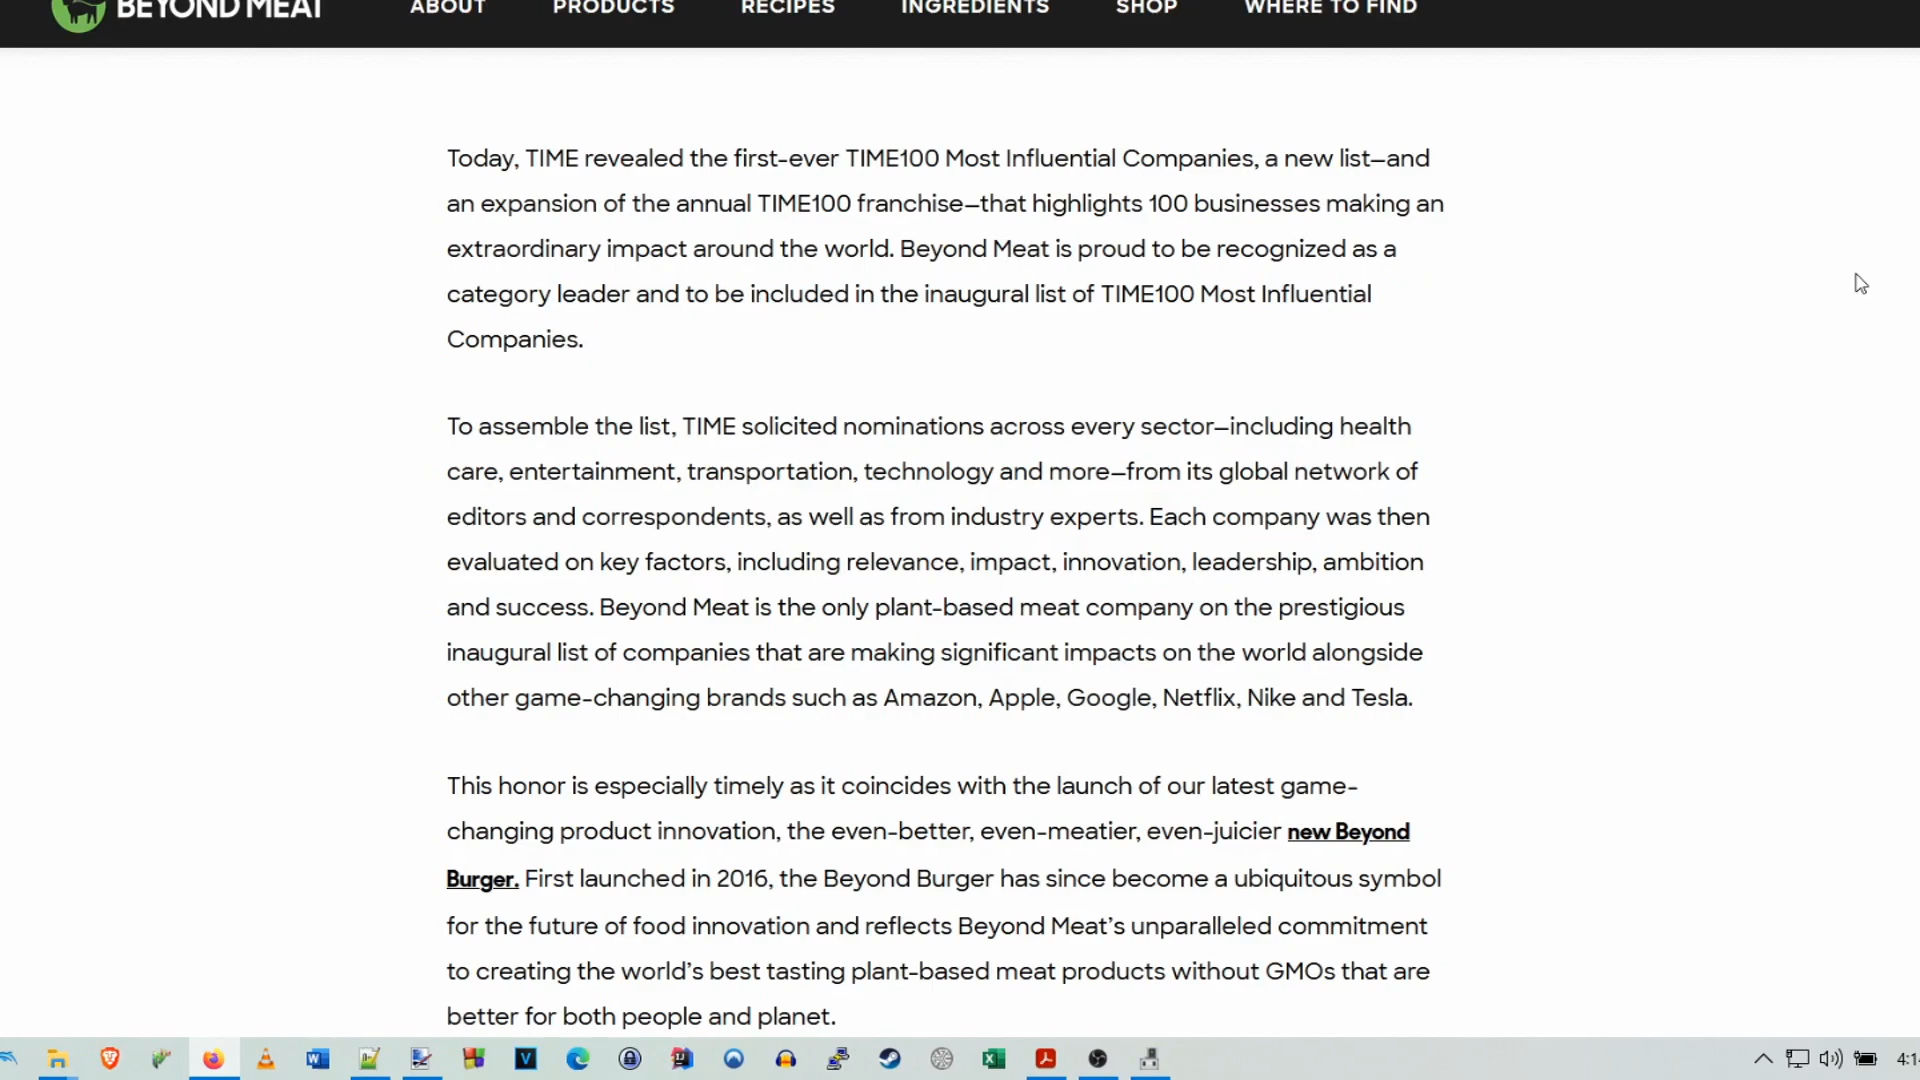 BEYOND MEAT
ABOUT
PRODUCTS
RECIPES
INGREDIENTS
SHOP
WHERE TO FIND
Today, TIME revealed the first-ever TIME100 Most Influential Companies, a new list—and
an expansion of the annual TIME100 franchise—that highlights 100 businesses making an
extraordinary impact around the world. Beyond Meat is proud to be recognized as a
category leader and to be included in the inaugural list of TIME100 Most Influential
Companies.
To assemble the list, TIME solicited nominations across every sector—including health
care, entertainment, transportation, technology and more—from its global network of
editors and correspondents, as well as from industry experts. Each company was then
evaluated on key factors, including relevance, impact, innovation, leadership, ambition
and success. Beyond Meat is the only plant-based meat company on the prestigious
inaugural list of companies that are making significant impacts on the world alongside
other game-changing brands such as Amazon, Apple, Google, Netflix, Nike and Tesla.
This honor is especially timely as it coincides with the launch of our latest game-
changing product innovation, the even-better, even-meatier, even-juicier new Beyond
Burger. First launched in 2016, the Beyond Burger has since become a ubiquitous symbol
for the future of food innovation and reflects Beyond Meat’s unparalleled commitment
to creating the world’s best tasting plant-based meat products without GMOs that are
better for both people and planet.